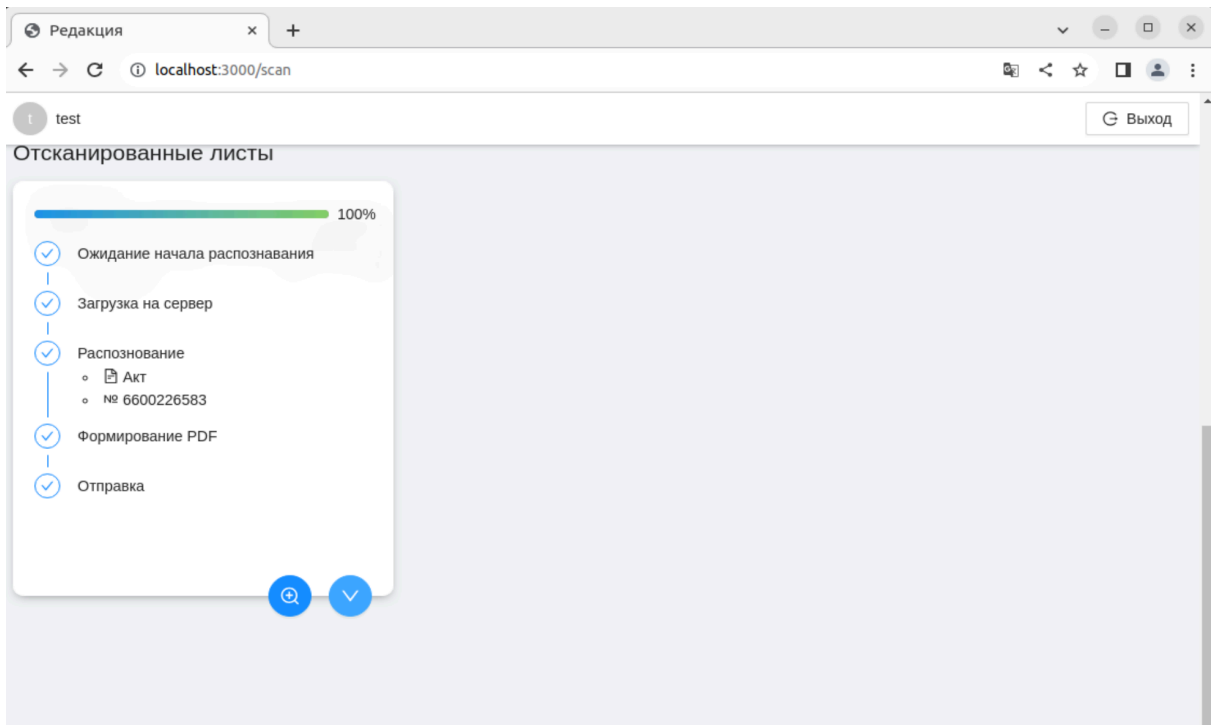 Редакция
localhost:3000/scan
t test
Выход
Отсканированные листы
100%
Ожидание начала распознавания
Загрузка на сервер
Распознование
Акт
№ 6600226583
Формирование PDF
Отправка